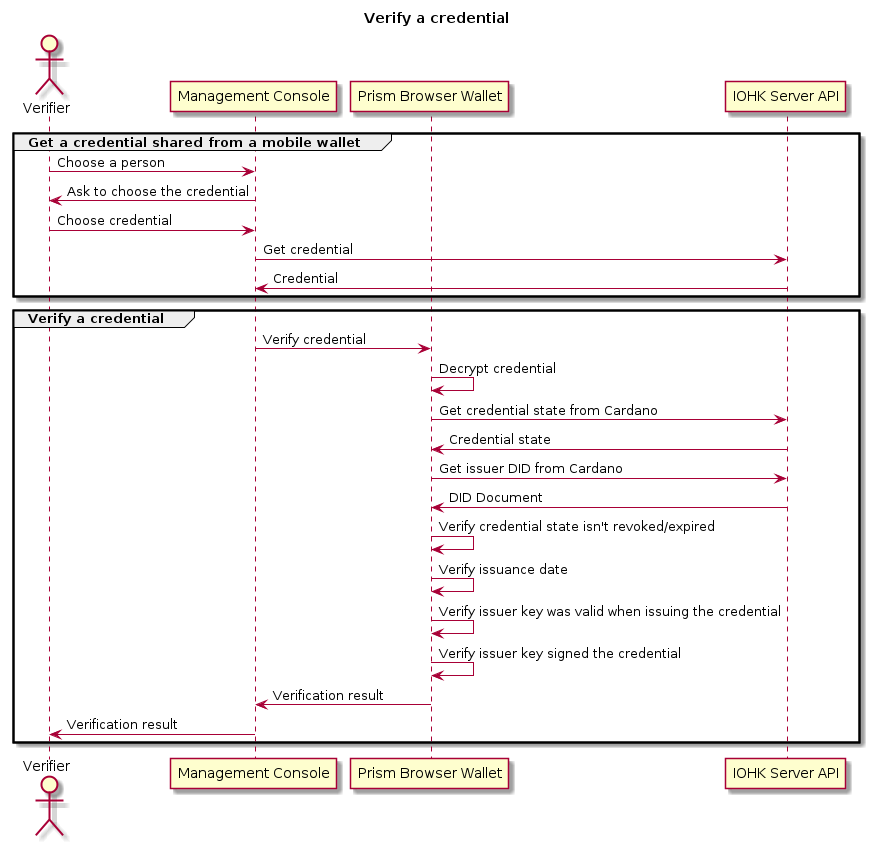 Verify a credential
Verifier
Management Console
Prism Browser Wallet
IOHK Server API
Get a credential shared from a mobile wallet
Choose a person
Ask to choose the credential
Choose credential
Get credential
Credential
Verify a credential
Verify credential
Decrypt credential
Get credential state from Cardano
Credential state
Get issuer DID from Cardano
DID Document
Verify credential state isn't revoked/expired
Verify issuance date
Verify issuer key was valid when issuing the credential
Verify issuer key signed the credential
Verification result
Verification result
Verifier
Management Console
Prism Browser Wallet
IOHK Server API